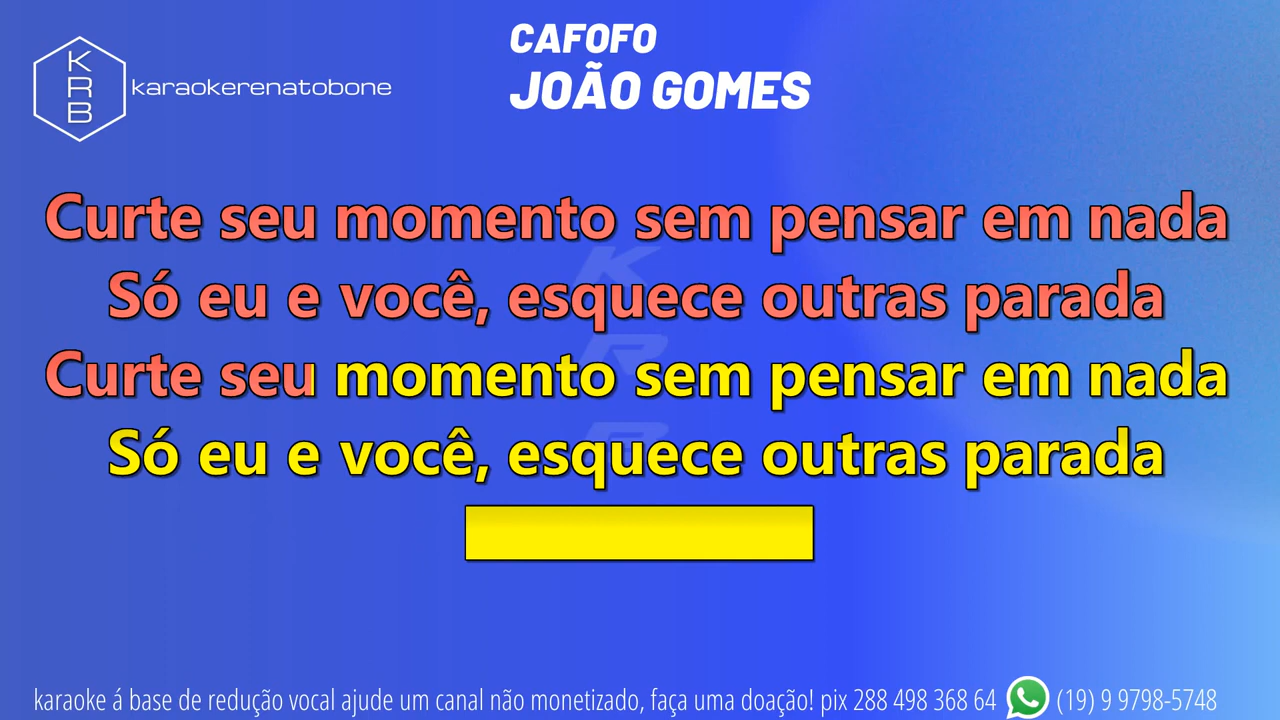 KRB
karaokerenatobone
CAFOFO
JOÃO GOMES
Curte seu momento sem pensar em nada
Só eu e você, esquece outras parada
Curte seu momento sem pensar em nada
Só eu e você, esquece outras parada
KRB
karaoke á base de redução vocal ajude um canal não monetizado, faça uma doação! pix 288 498 368 64 (19) 9 9798-5748